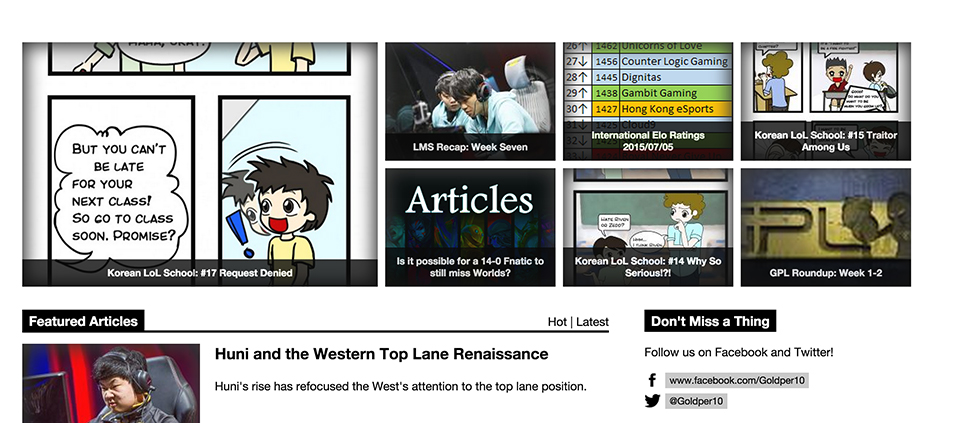 MAMA, OKAY?
BUT YOU CAN'T
BE LATE
FOR YOUR
NEXT CLASS!
SO GO TO CLASS
SOON. PROMISE?
Korean LoL School: #17 Request Denied
LMS Recap: Week Seven
26↑ 1462 Unicorns of Love
27↓ 1456 Counter Logic Gaming
28↑ 1445 Dignitas
29↑ 1438 Gambit Gaming
30↑ 1427 Hong Kong eSports
31↓ 1425 Cloud9
32↓
International Elo Ratings
2015/07/05
Korean LoL School: #15 Traitor
Among Us
Articles
Is it possible for a 14-0 Fnatic to
still miss Worlds?
Korean LoL School: #14 Why So
Serious!?!
GPL
GPL Roundup: Week 1-2
Featured Articles
Hot | Latest
Huni and the Western Top Lane Renaissance
Huni's rise has refocused the West's attention to the top lane position.
Don't Miss a Thing
Follow us on Facebook and Twitter!
www.facebook.com/Goldper10
@Goldper10